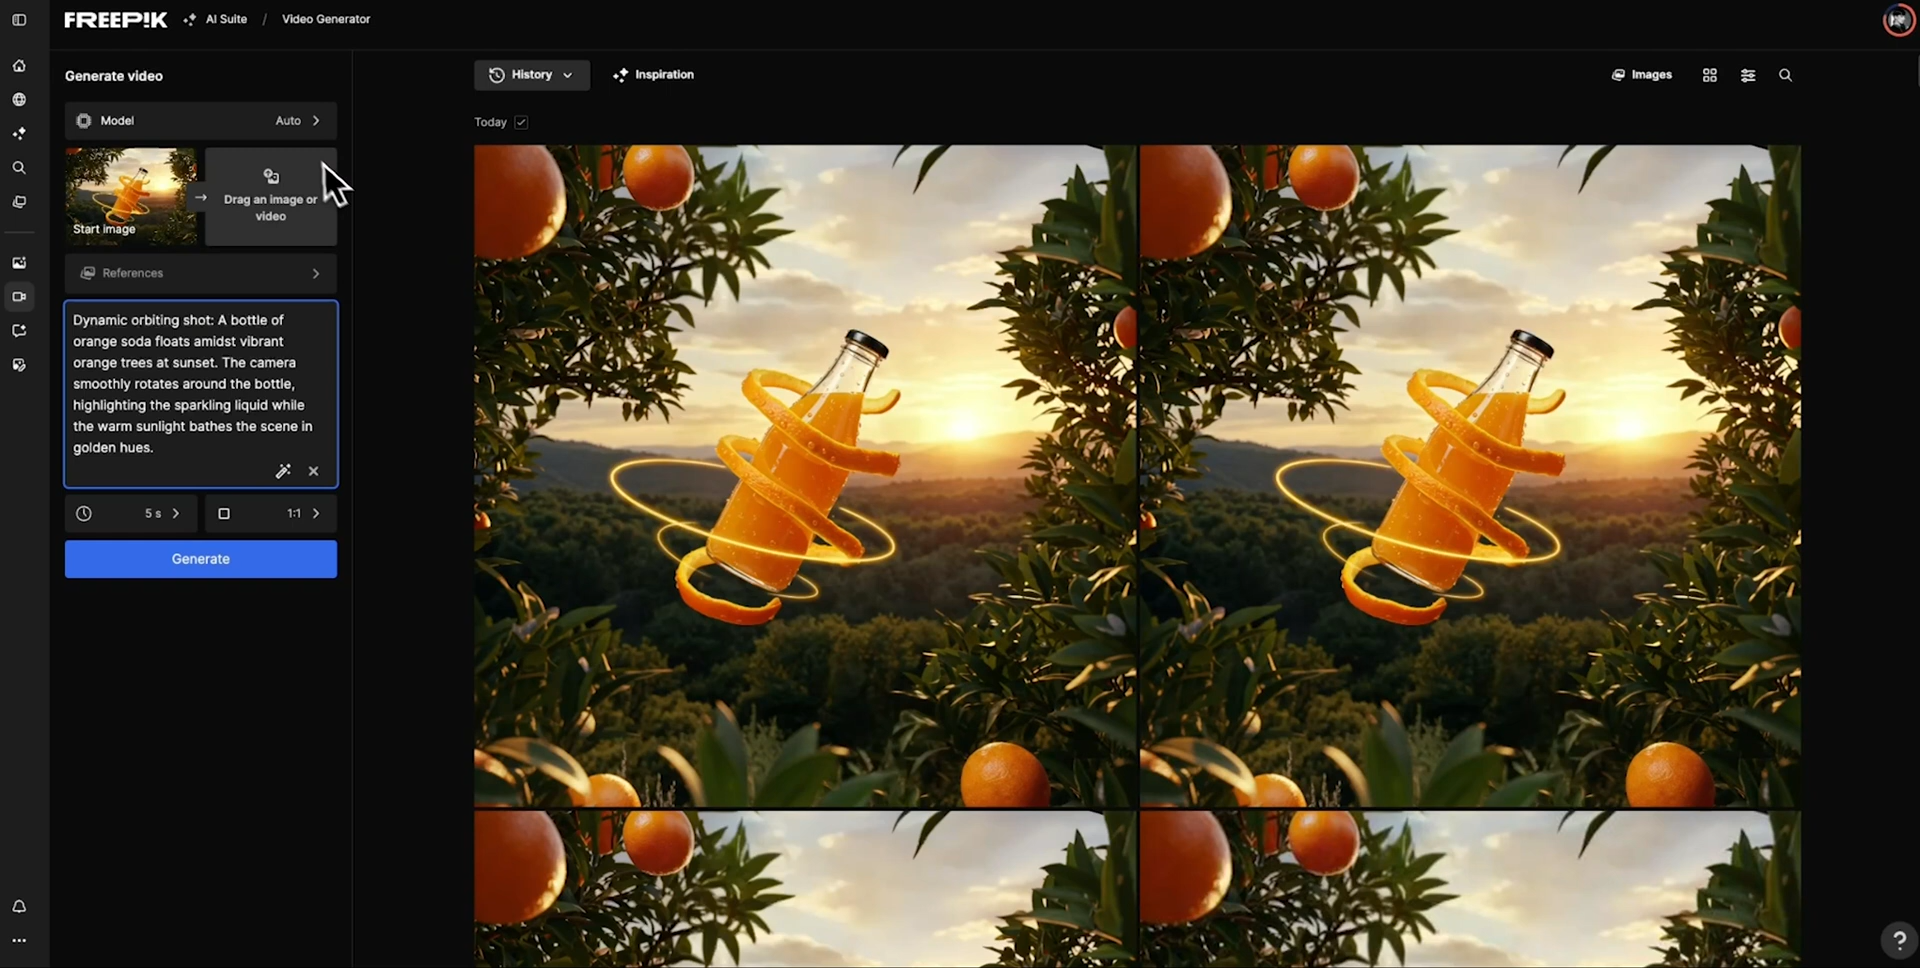 FREEP!K AI Suite / Video Generator
Generate video
Model Auto
Start image
Drag an image or
video
References
Dynamic orbiting shot: A bottle of
orange soda floats amidst vibrant
orange trees at sunset. The camera
smoothly rotates around the bottle,
highlighting the sparkling liquid while
the warm sunlight bathes the scene in
golden hues.
5 s
1:1
Generate
History
Inspiration
Images
Today
?